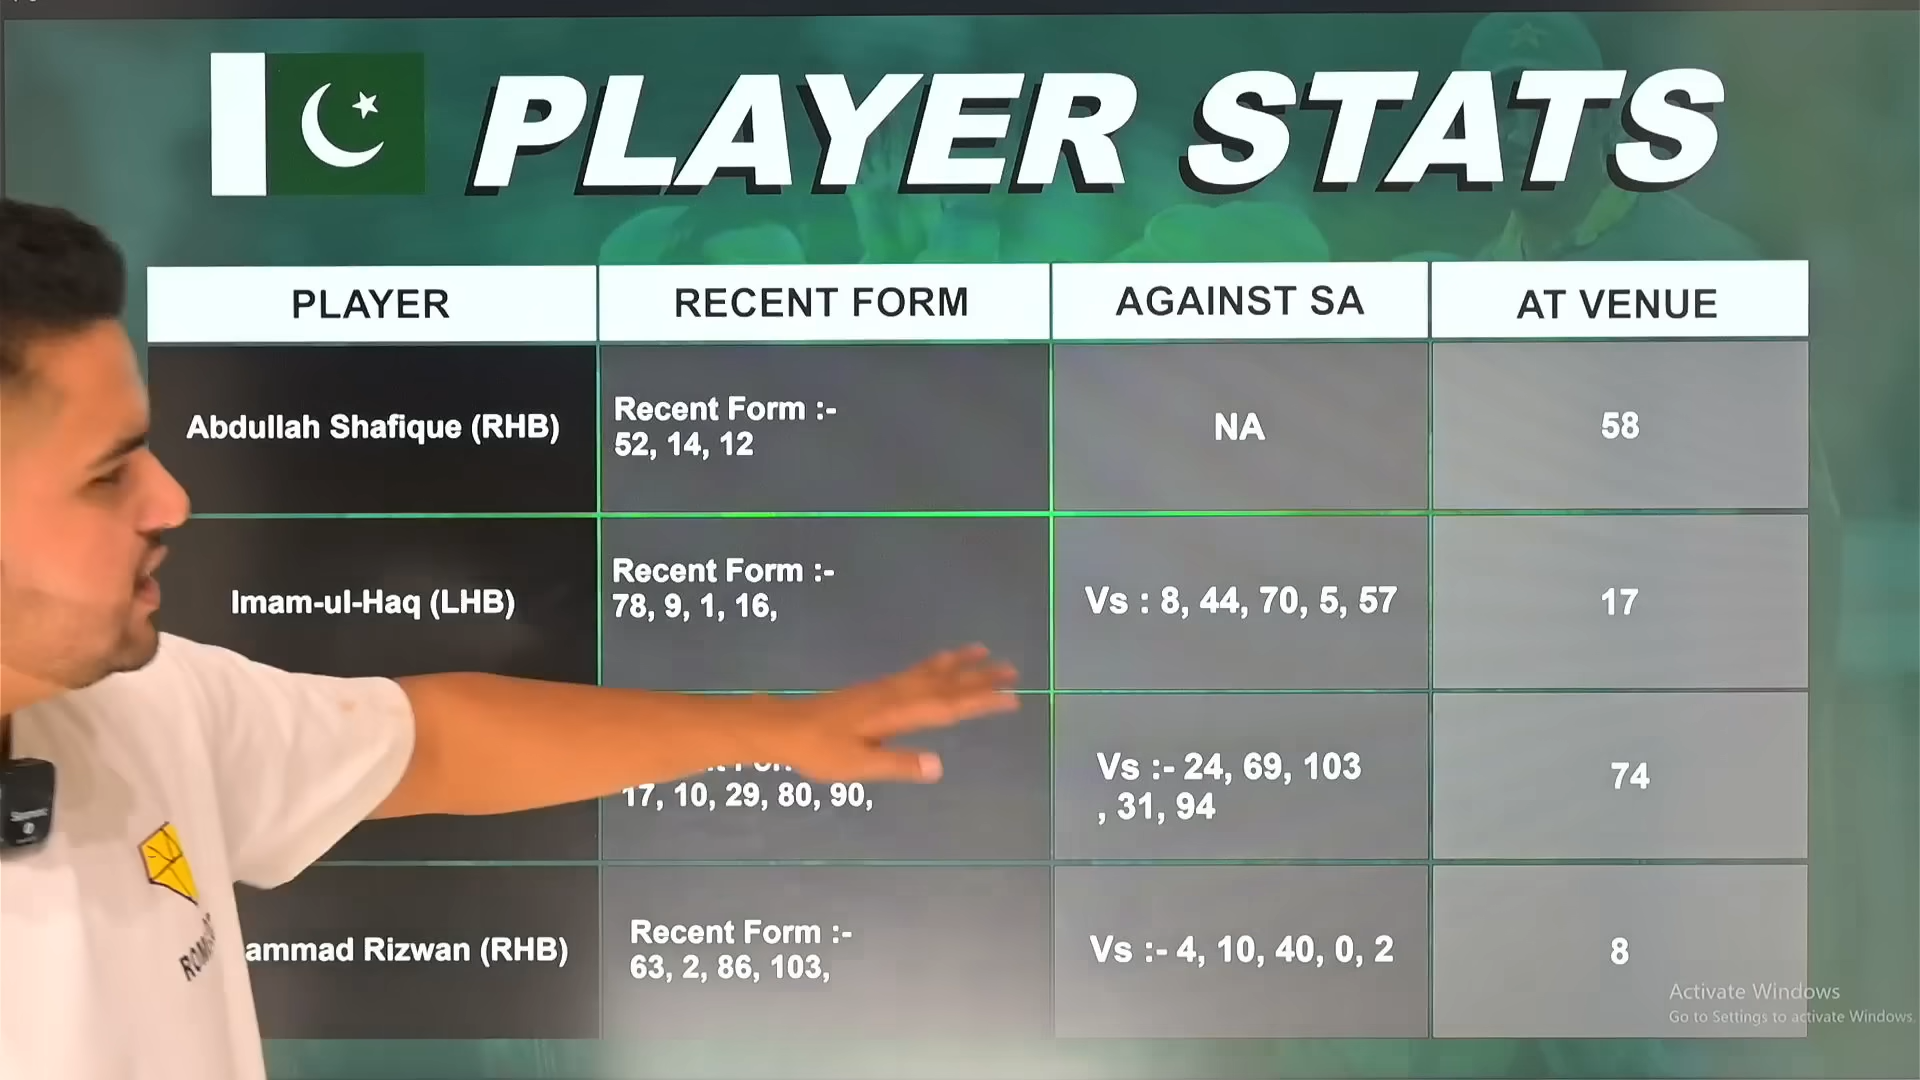 PLAYER STATS
PLAYER
RECENT FORM
AGAINST SA
AT VENUE
Abdullah Shafique (RHB)
Recent Form :-
52, 14, 12
NA
58
Imam-ul-Haq (LHB)
Recent Form :-
78, 9, 1, 16,
Vs : 8, 44, 70, 5, 57
17
17, 10, 29, 80, 90,
Vs :- 24, 69, 103
, 31, 94
74
ammad Rizwan (RHB)
Recent Form :-
63, 2, 86, 103,
Vs :- 4, 10, 40, 0, 2
8
Activate Windows
Go to Settings to activate Windows.